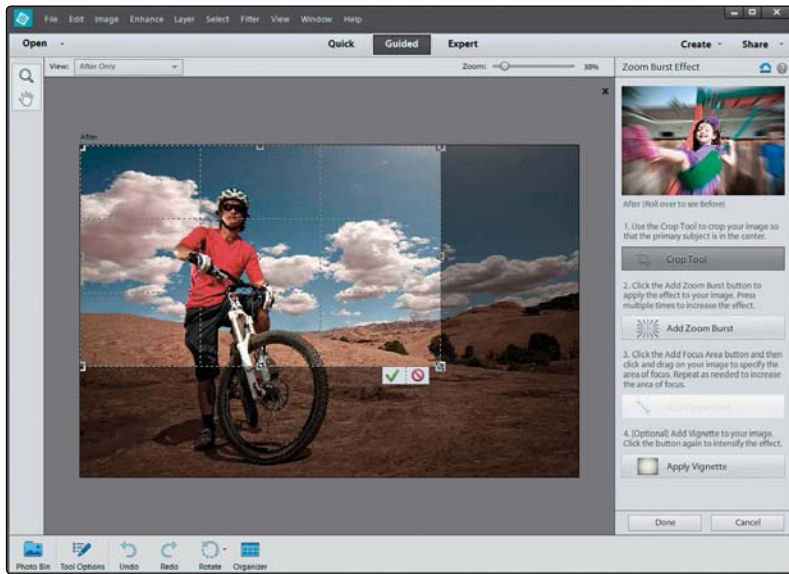 File Edit Image Enhance Layer Select Filter View Window Help
Open Quick Guided Expert Create Share
View: After Only Zoom: 38% Zoom Burst Effect
After
After (Roll over to see Before)
1. Use the Crop Tool to crop your image so
that the primary subject is in the center.
Crop Tool
2. Click the Add Zoom Burst button to
apply the effect to your image. Press
multiple times to increase the effect.
Add Zoom Burst
3. Click the Add Focus Area button and then
click and drag on your image to specify the
area of focus. Repeat as needed to increase
the area of focus.
Add Focus Area
4. (Optional) Add Vignette to your image.
Click the button again to intensify the effect.
Apply Vignette
Done Cancel
Photo Bin Tool Options Undo Redo Rotate Organizer